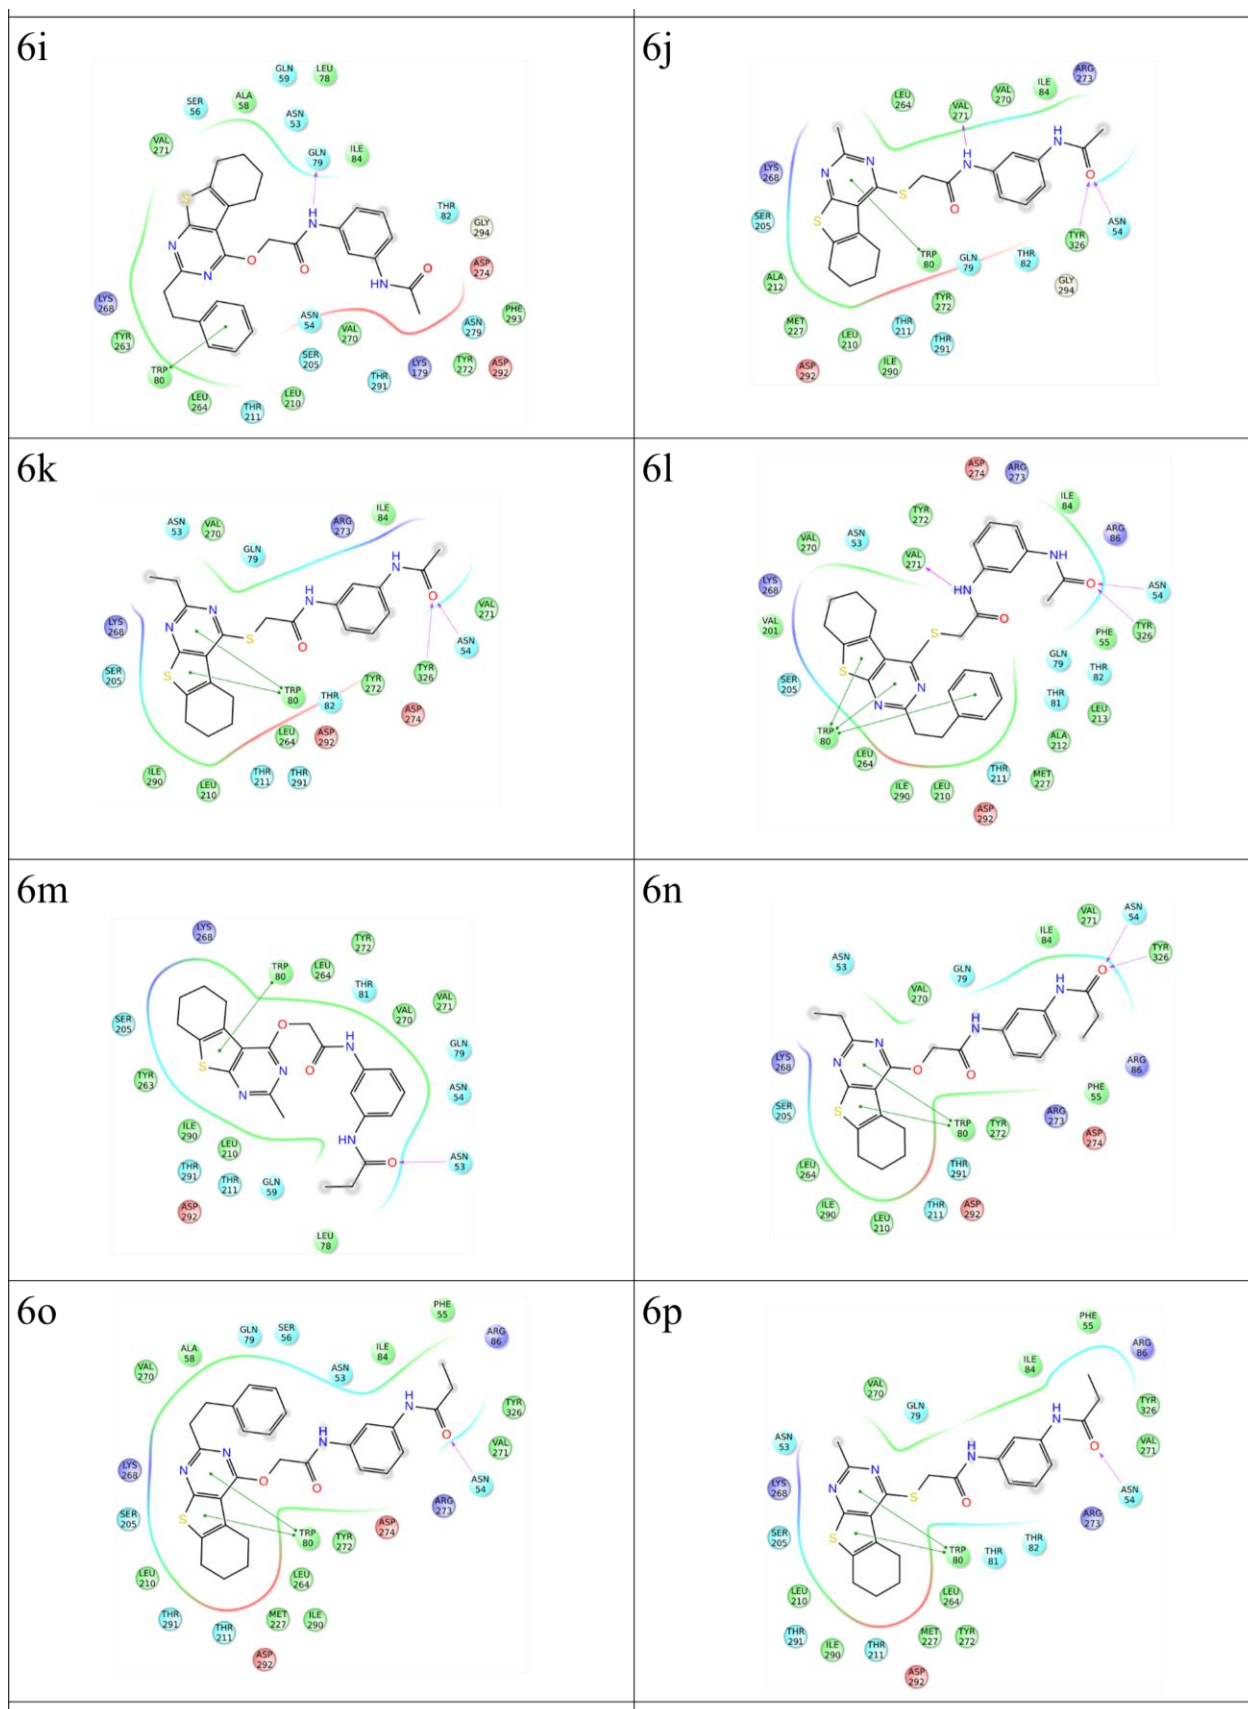 6i
GLN 59
LEU 78
SER 56
ALA 58
ASN 53
VAL 271
GLN 79
ILE 84
S
H
N
O
THR 82
GLY 294
N
N
O
O
NH
O
ASP 274
LYS 268
TYR 263
ASN 54
VAL 270
ASN 279
PHE 293
SER 205
TRP 80
THR 291
LYS 179
TYR 272
ASP 292
LEU 264
THR 211
LEU 210
6j
ARG 273
LEU 264
VAL 271
VAL 270
ILE 84
H
N
H
N
O
LYS 268
N
N
S
O
SER 205
S
TYR 326
ASN 54
TRP 80
GLN 79
THR 82
GLY 294
ALA 212
MET 227
LEU 210
THR 211
TYR 272
THR 291
ASP 292
ILE 290
6k
ASN 53
VAL 270
GLN 79
ARG 273
ILE 84
H
N
H
N
O
N
N
S
O
VAL 271
LYS 268
S
ASN 54
SER 205
TRP 80
THR 82
TYR 272
TYR 326
LEU 264
ASP 292
ASP 274
ILE 290
LEU 210
THR 211
THR 291
6l
ASP 274
ARG 273
ILE 84
TYR 272
ARG 86
VAL 270
ASN 53
VAL 271
NH
O
ASN 54
LYS 268
HN
O
VAL 201
S
PHE 55
TYR 326
SER 205
S
N
N
GLN 79
THR 82
THR 81
LEU 213
TRP 80
LEU 264
ALA 212
ILE 290
LEU 210
THR 211
MET 227
ASP 292
6m
LYS 268
TYR 272
TRP 80
LEU 264
THR 81
VAL 270
VAL 271
SER 205
O
H
N
O
GLN 79
S
N
N
TYR 263
ASN 54
ILE 290
LEU 210
HN
O
ASN 53
THR 291
THR 211
GLN 59
ASP 292
LEU 78
6n
ASN 54
VAL 271
ILE 84
TYR 326
ASN 53
GLN 79
O
VAL 270
H
N
H
N
N
N
O
O
LYS 268
ARG 86
SER 205
S
PHE 55
TRP 80
TYR 272
ARG 273
ASP 274
LEU 264
THR 291
ILE 290
LEU 210
THR 211
ASP 292
6o
PHE 55
GLN 79
SER 56
ARG 86
ALA 58
ILE 84
VAL 270
ASN 53
H
N
TYR 326
H
N
O
VAL 271
LYS 268
N
N
O
O
ASN 54
SER 205
S
ARG 273
ASP 274
TRP 80
TYR 272
LEU 210
LEU 264
THR 291
THR 211
MET 227
ILE 290
ASP 292
6p
PHE 55
ARG 86
ILE 84
VAL 270
GLN 79
H
N
TYR 326
ASN 53
H
N
O
VAL 271
LYS 268
N
N
S
O
ASN 54
SER 205
S
ARG 273
TRP 80
THR 81
THR 82
LEU 210
LEU 264
THR 291
ILE 290
THR 211
MET 227
TYR 272
ASP 292